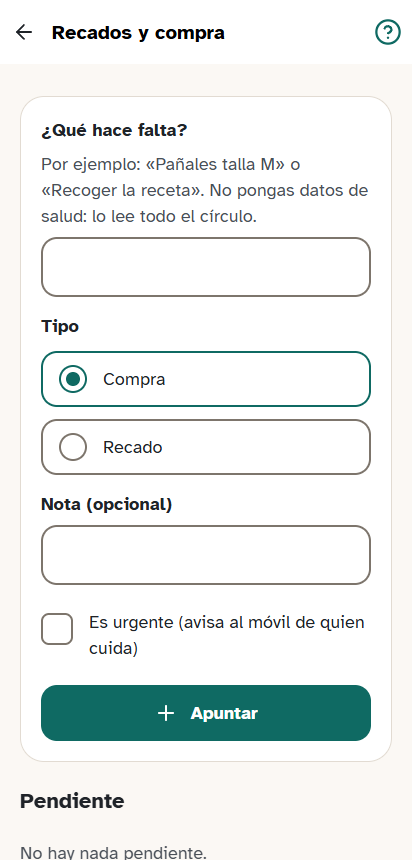 Recados y compra
¿Qué hace falta?
Por ejemplo: «Pañales talla M» o
«Recoger la receta». No pongas datos de
salud: lo lee todo el círculo.
Tipo
Compra
Recado
Nota (opcional)
Es urgente (avisa al móvil de quien
cuida)
Apuntar
Pendiente
No hay nada pendiente.